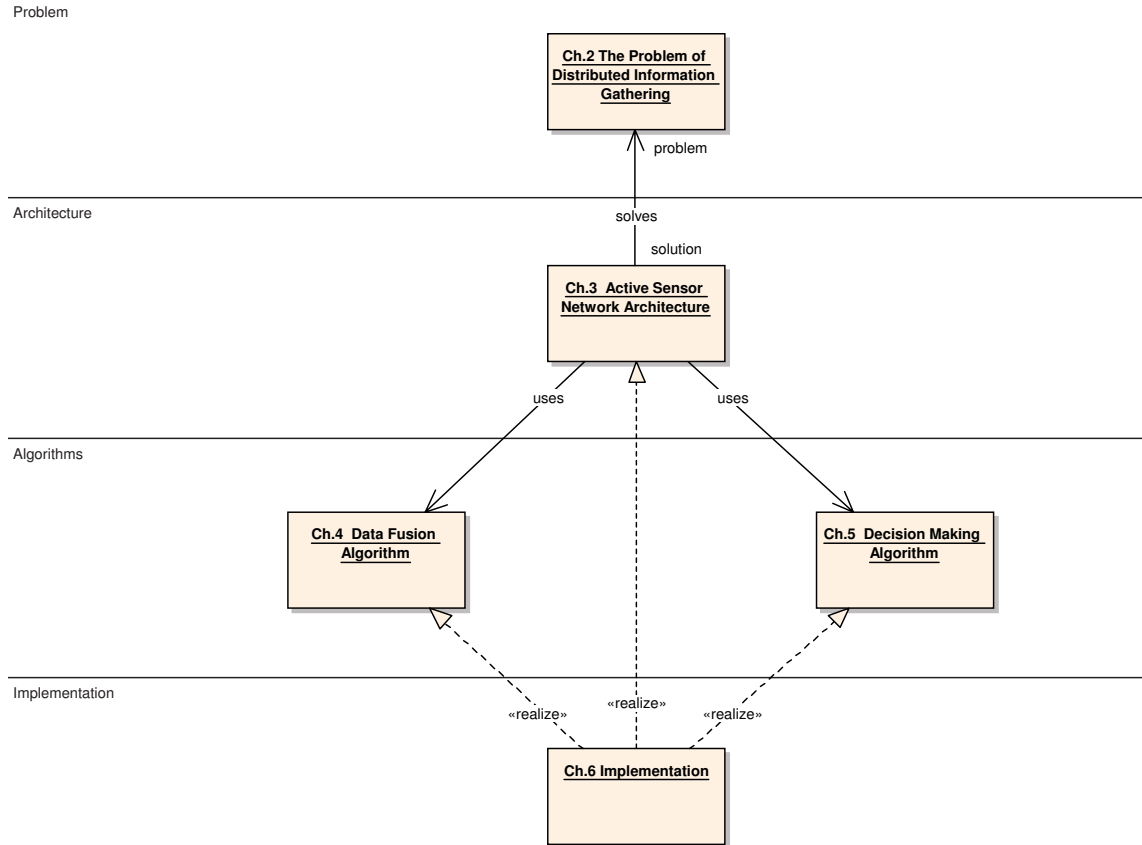 Problem
Ch.2 The Problem of
Distributed Information
Gathering
problem
Architecture
solves
solution
Ch.3  Active Sensor
Network Architecture
uses
uses
Algorithms
Ch.4  Data Fusion
Algorithm
Ch.5  Decision Making
Algorithm
Implementation
«realize»
«realize»
«realize»
Ch.6 Implementation